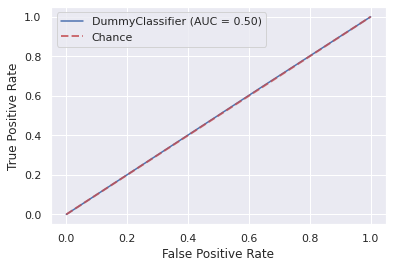 DummyClassifier (AUC = 0.50)
Chance
True Positive Rate
1.0
0.8
0.6
0.4
0.2
0.0
0.0 0.2 0.4 0.6 0.8 1.0
False Positive Rate